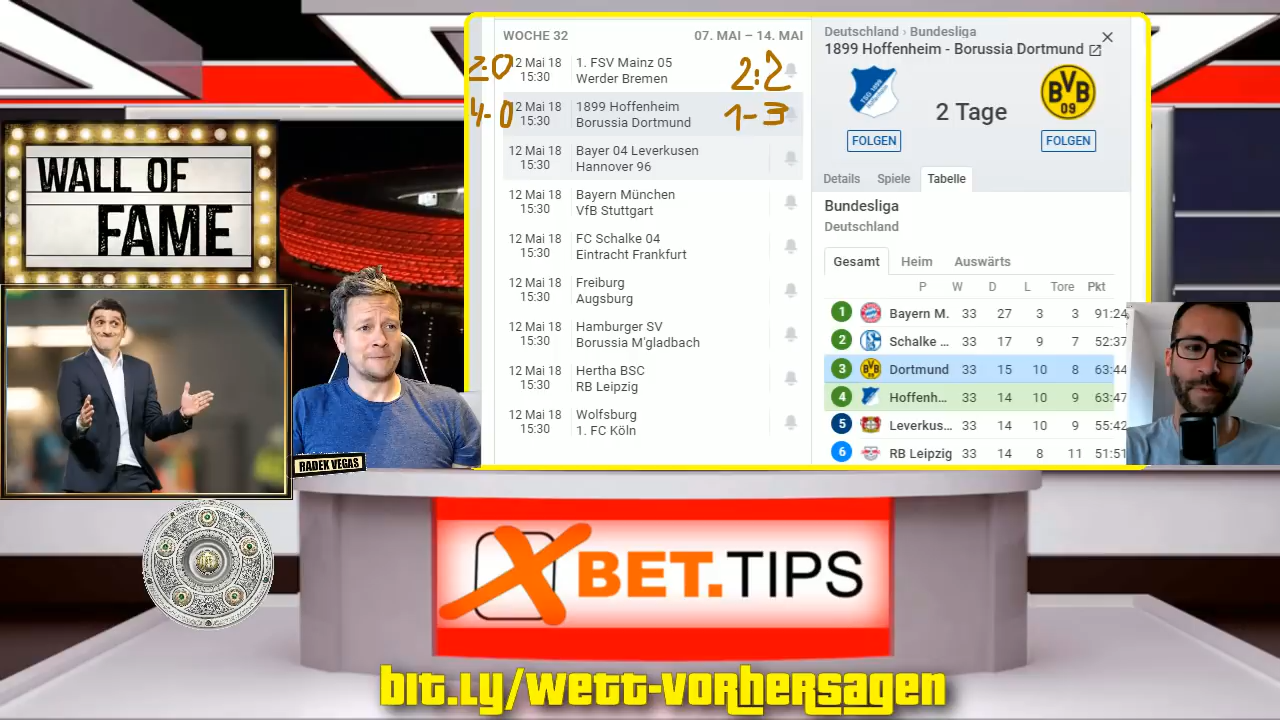 WALL OF
FAME
RADEK VEGAS
WOCHE 32 07. MAI – 14. MAI
2:0 12 Mai 18 1. FSV Mainz 05 2:2
15:30 Werder Bremen
4-0 12 Mai 18 1899 Hoffenheim 1-3
15:30 Borussia Dortmund
12 Mai 18 Bayer 04 Leverkusen
15:30 Hannover 96
12 Mai 18 Bayern München
15:30 VfB Stuttgart
12 Mai 18 FC Schalke 04
15:30 Eintracht Frankfurt
12 Mai 18 Freiburg
15:30 Augsburg
12 Mai 18 Hamburger SV
15:30 Borussia M'gladbach
12 Mai 18 Hertha BSC
15:30 RB Leipzig
12 Mai 18 Wolfsburg
15:30 1. FC Köln
Deutschland › Bundesliga
1899 Hoffenheim - Borussia Dortmund
BVB
09
2 Tage
FOLGEN FOLGEN
Details Spiele Tabelle
Bundesliga
Deutschland
Gesamt Heim Auswärts
P W D L Tore Pkt
1 Bayern M. 33 27 3 3 91:24
2 Schalke ... 33 17 9 7 52:37
3 Dortmund 33 15 10 8 63:44
4 Hoffenh... 33 14 10 9 63:47
5 Leverkus... 33 14 10 9 55:42
6 RB Leipzig 33 14 8 11 51:51
XBET.TIPS
bit.ly/wett-vorhersagen